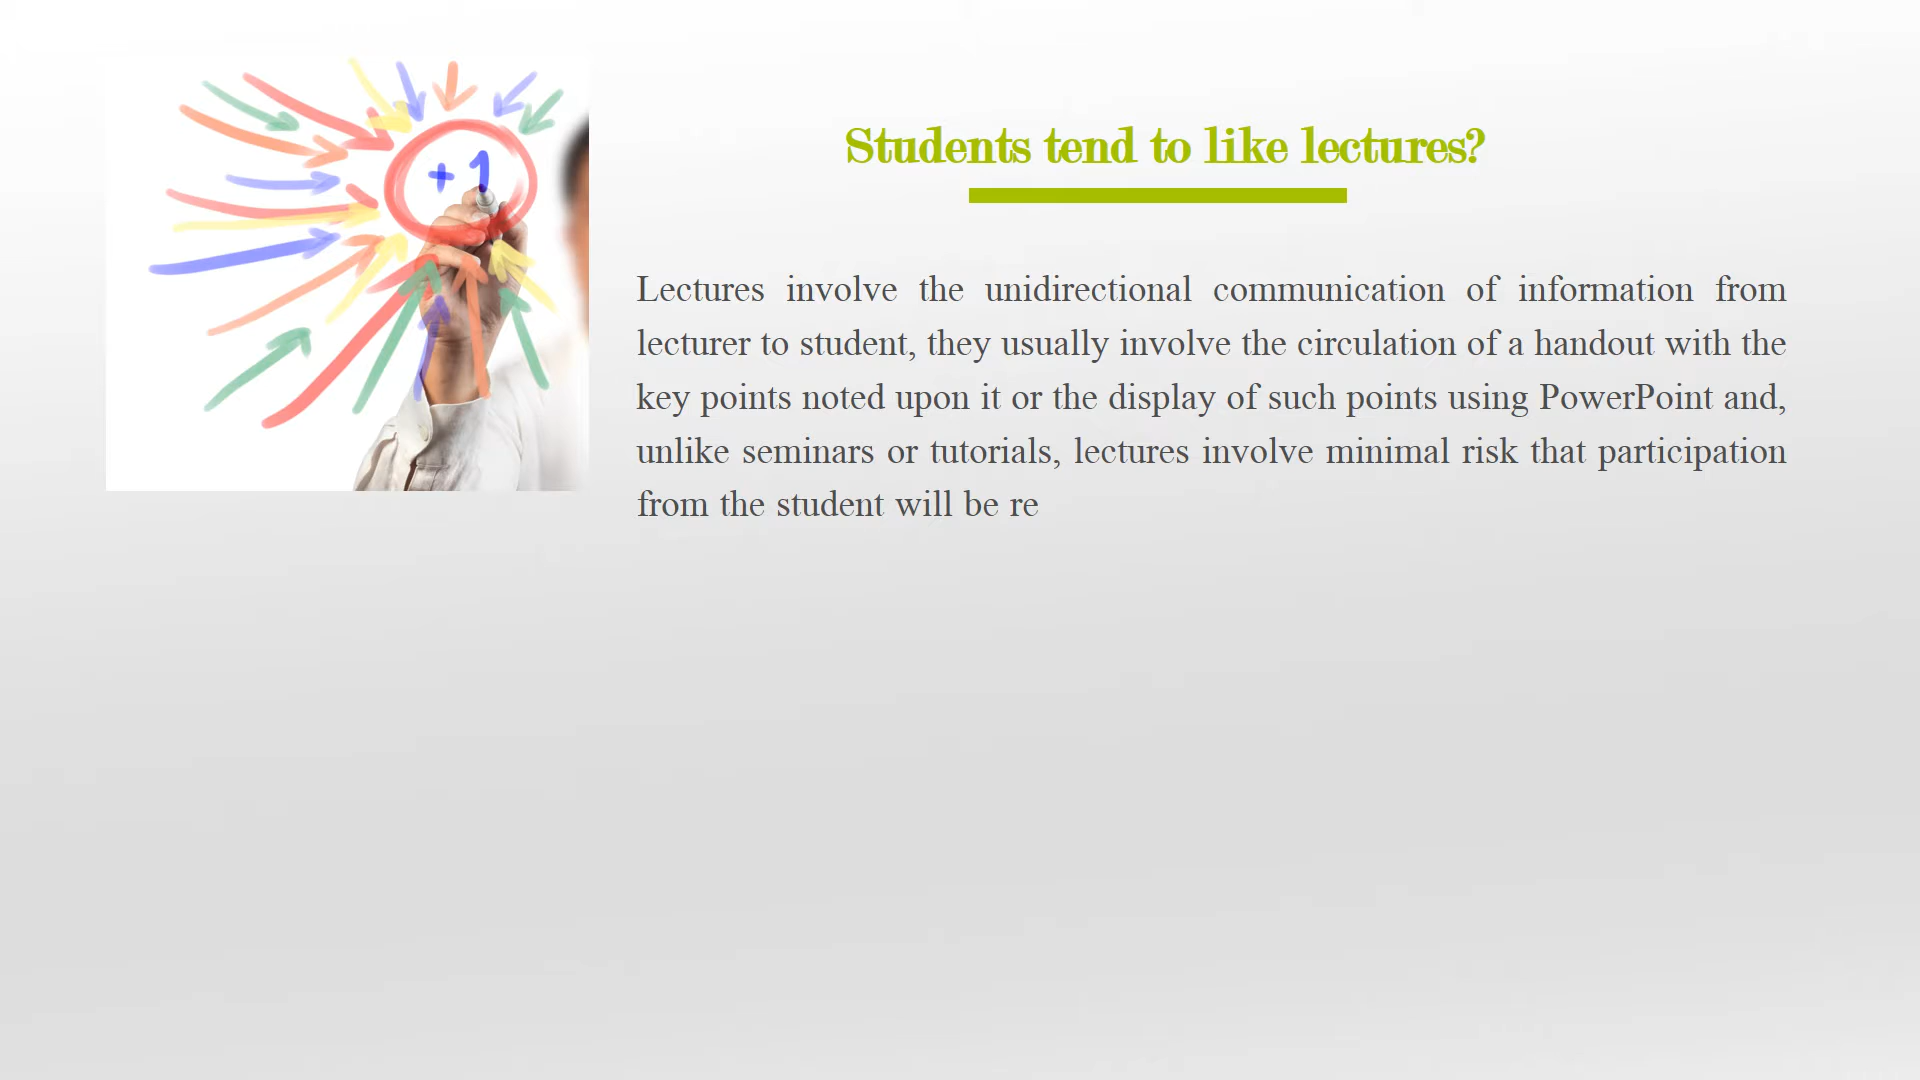 + 1
Students tend to like lectures?
Lectures involve the unidirectional communication of information from
lecturer to student, they usually involve the circulation of a handout with the
key points noted upon it or the display of such points using PowerPoint and,
unlike seminars or tutorials, lectures involve minimal risk that participation
from the student will be re